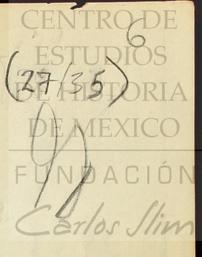 CENTRO DE
6
ESTUDIOS
(27/35)
DE HISTORIA
DE MEXICO
FUNDACIÓN
Carlos Slim